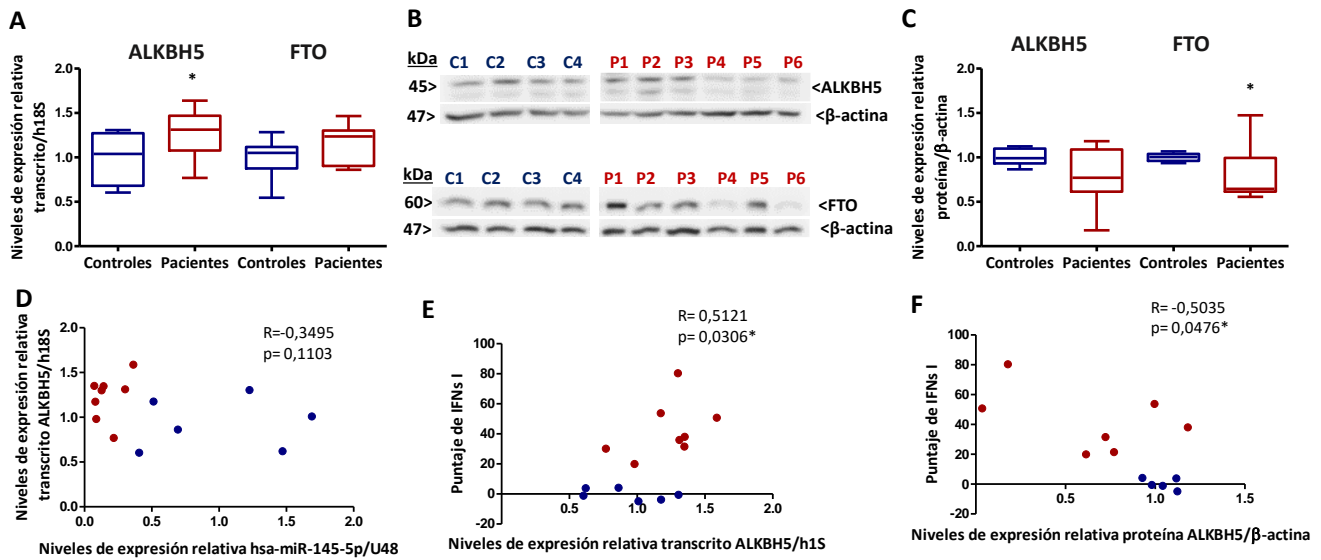 A
ALKBH5 FTO
Niveles de expresión relativa
transcrito/h18S
2.0
1.5
1.0
0.5
0.0
*
Controles Pacientes Controles Pacientes
B
kDa C1 C2 C3 C4 P1 P2 P3 P4 P5 P6
45> <ALKBH5
47> <β-actina
kDa C1 C2 C3 C4 P1 P2 P3 P4 P5 P6
60> <FTO
47> <β-actina
C
ALKBH5 FTO
Niveles de expresión relativa
proteína/β-actina
2.0
1.5
1.0
0.5
0.0
*
Controles Pacientes Controles Pacientes
D
Niveles de expresión relativa
transcrito ALKBH5/h18S
R=-0,3495
p= 0,1103
2.0
1.5
1.0
0.5
0.0
0.0 0.5 1.0 1.5 2.0
Niveles de expresión relativa hsa-miR-145-5p/U48
E
R= 0,5121
p= 0,0306*
Puntaje de IFNs I
100
80
60
40
20
0
-20
0.5 1.0 1.5 2.0
Niveles de expresión relativa transcrito ALKBH5/h1S
F
R= -0,5035
p= 0,0476*
Puntaje de IFNs I
100
80
60
40
20
0
-20
0.5 1.0 1.5
Niveles de expresión relativa proteína ALKBH5/β-actina